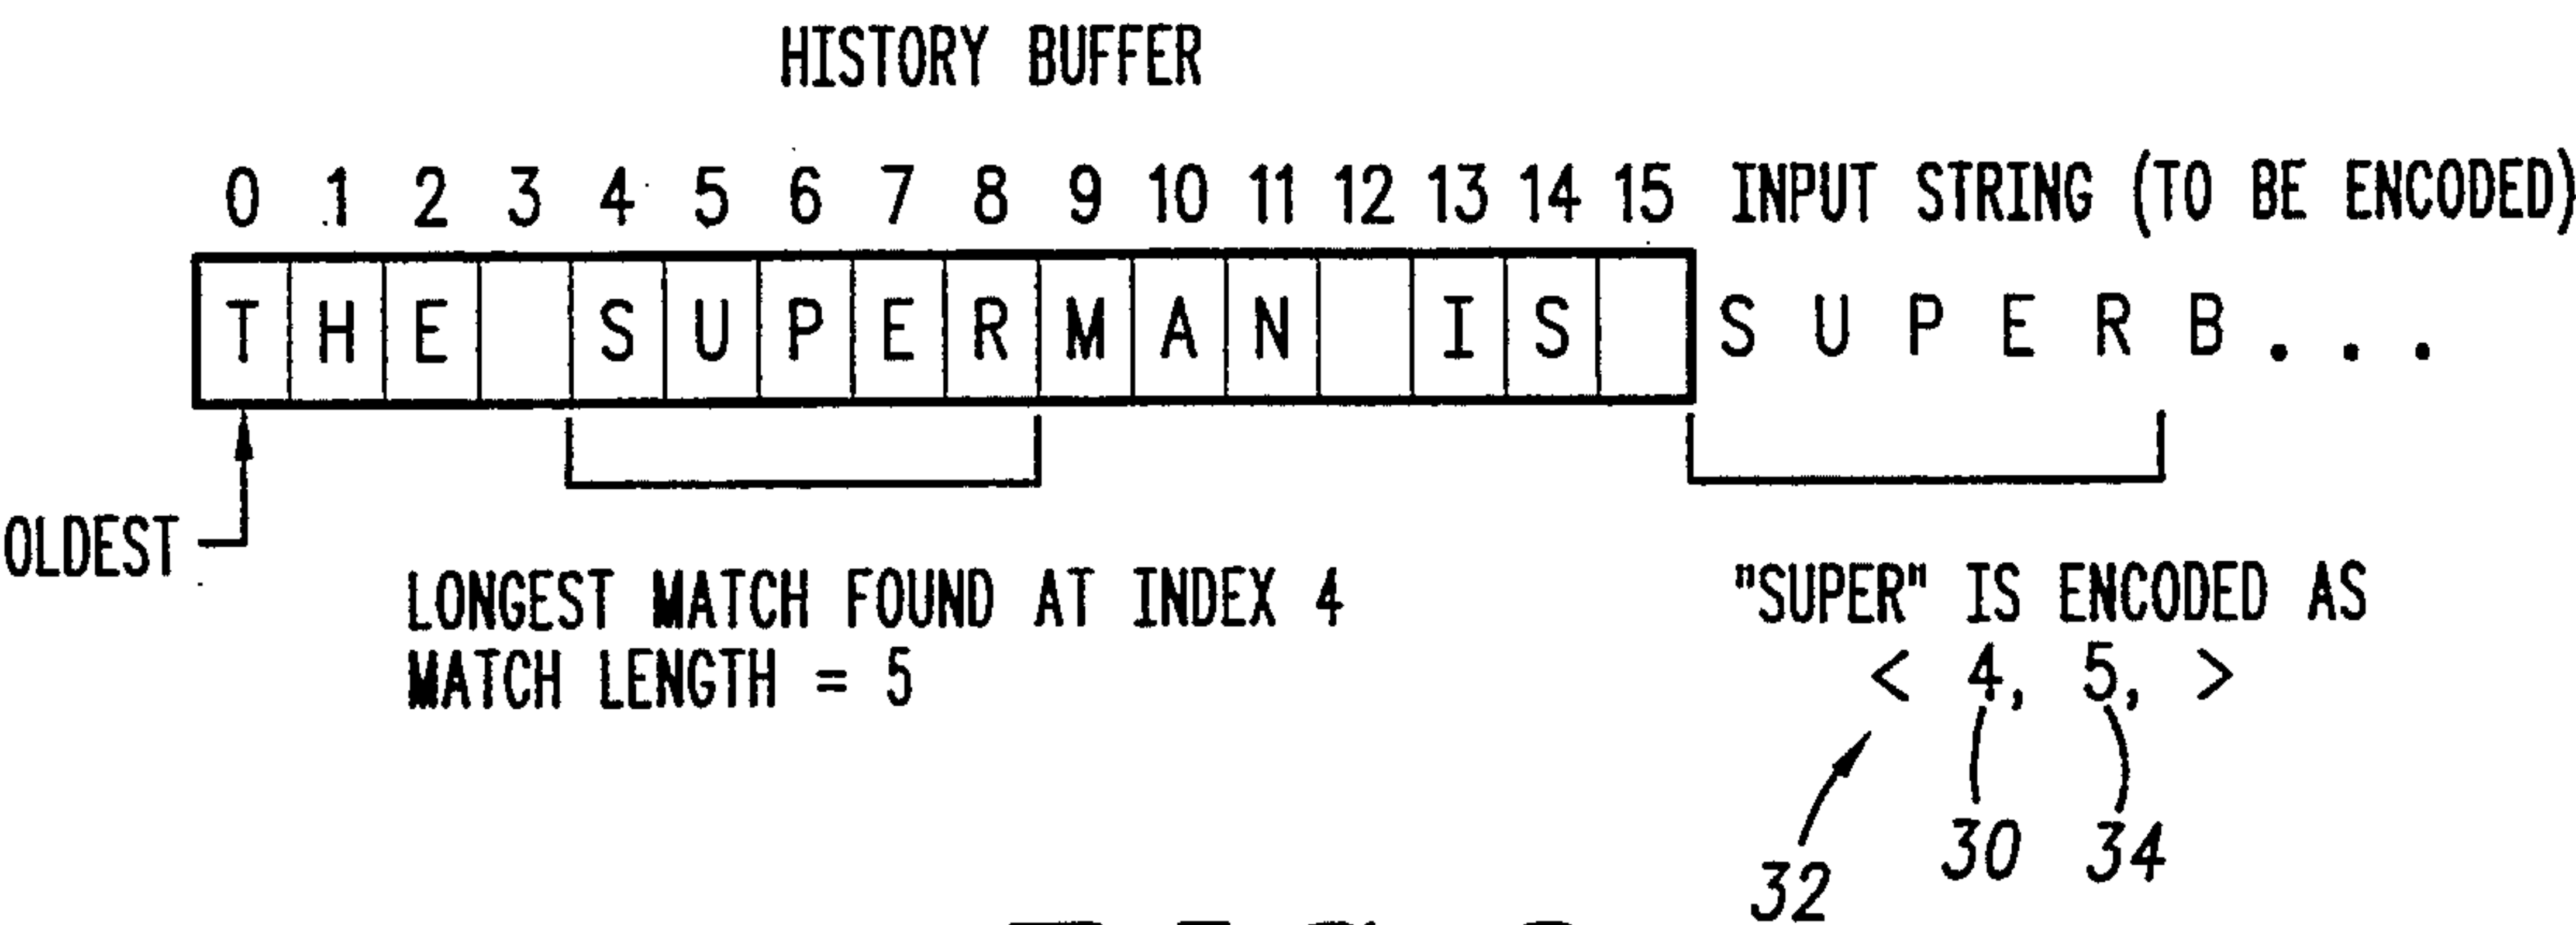 HISTORY BUFFER
0 1 2 3 4 5 6 7 8 9 10 11 12 13 14 15 INPUT STRING (TO BE ENCODED)
T H E S U P E R M A N I S S U P E R B . . .
OLDEST
LONGEST MATCH FOUND AT INDEX 4
MATCH LENGTH = 5
"SUPER" IS ENCODED AS
< 4, 5, >
32 30 34